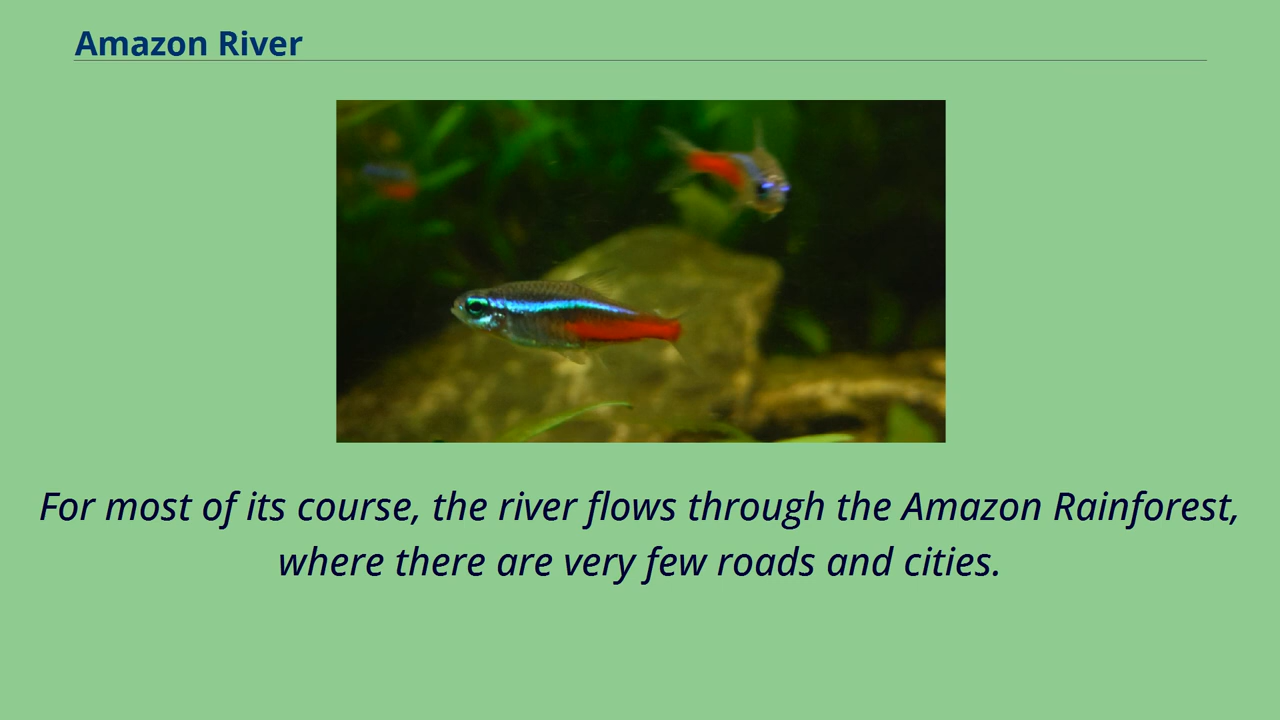 Amazon River
For most of its course, the river flows through the Amazon Rainforest,
where there are very few roads and cities.